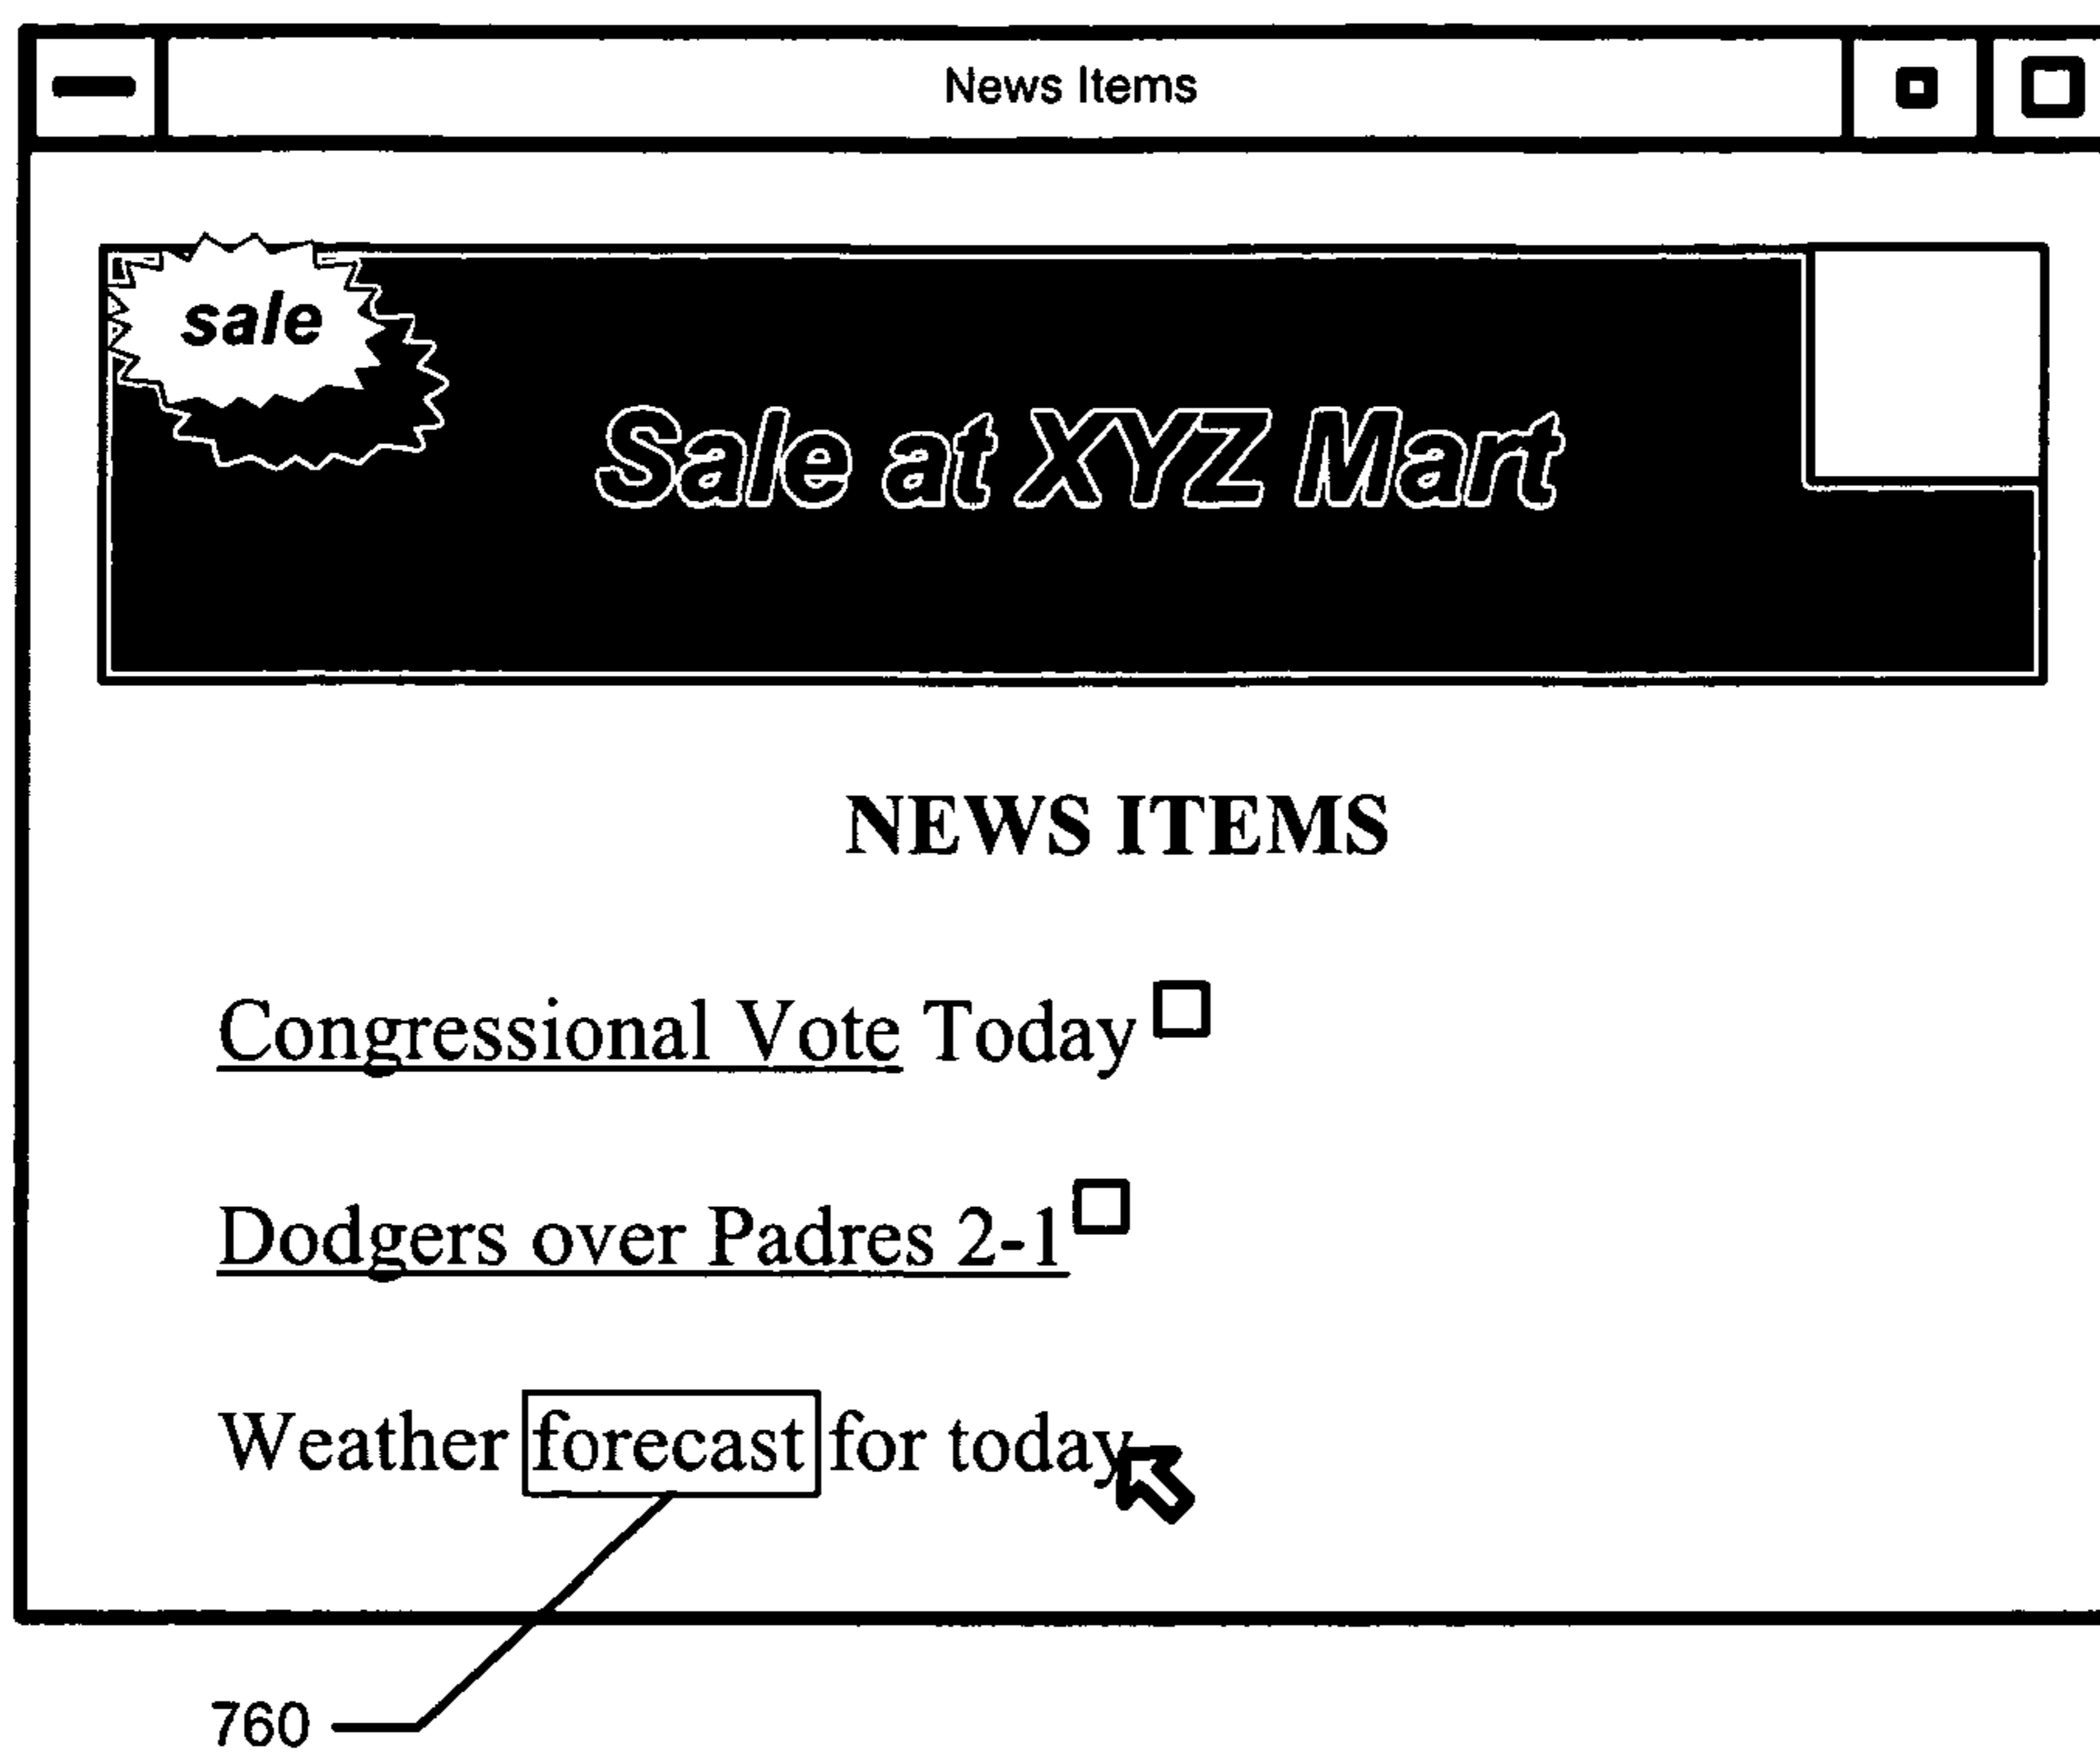 News Items
sale
Sale at XYZ Mart
NEWS ITEMS
Congressional Vote Today
Dodgers over Padres 2-1
Weather forecast for today
760